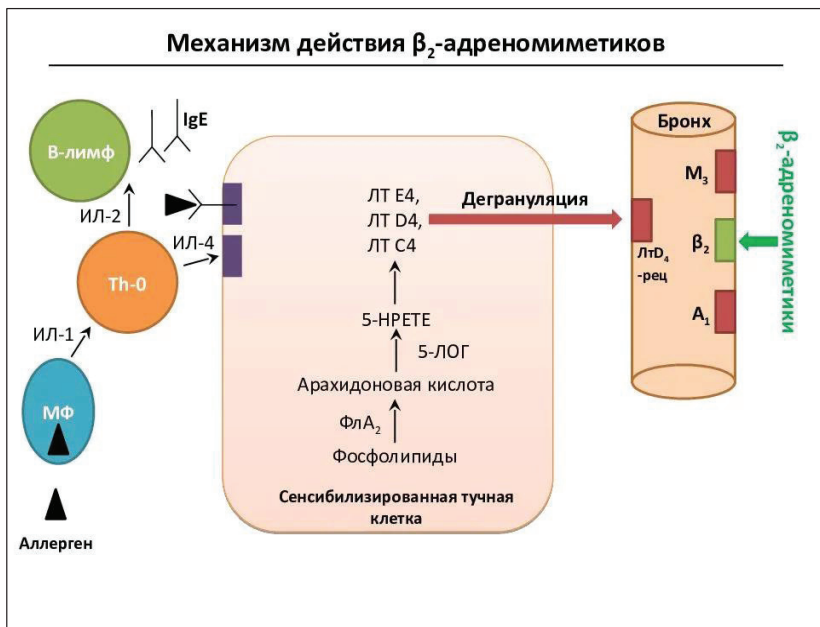 Механизм действия β₂-адреномиметиков
IgE
В-лимф
ИЛ-2
ИЛ-4
Th-0
ИЛ-1
МФ
Аллерген
ЛТ Е4,
ЛТ D4,
ЛТ С4
5-НРЕТЕ
5-ЛОГ
Арахидоновая кислота
ФлА₂
Фосфолипиды
Сенсибилизированная тучная
клетка
Дегрануляция
Бронх
М₃
ЛтD₄
-рец
β₂
А₁
β₂-адреномиметики